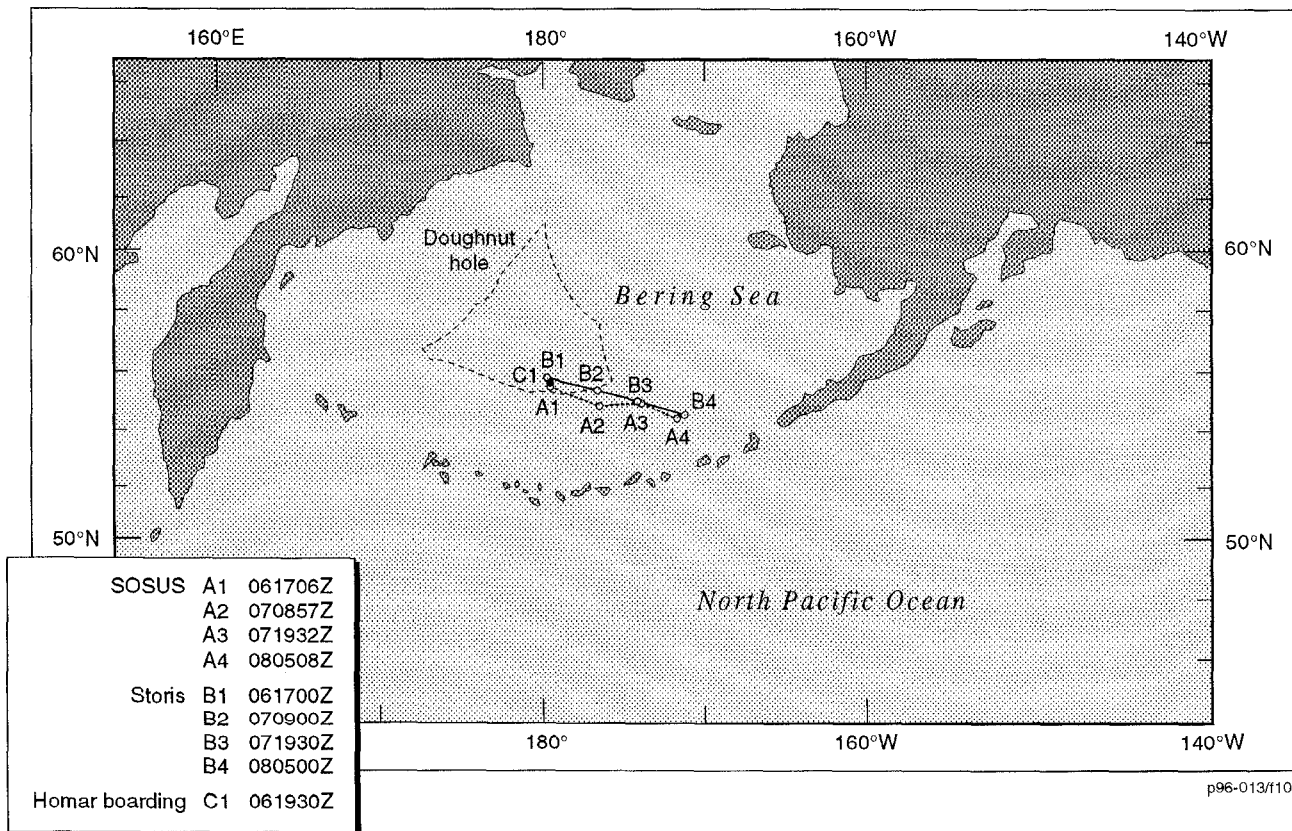 160°E 180° 160°W 140°W
60°N 60°N
Doughnut
hole
Bering Sea
B1
C1 B2 B3
B4
A1 A2 A3 A4
50°N 50°N
North Pacific Ocean
180° 160°W 140°W
SOSUS A1 061706Z
A2 070857Z
A3 071932Z
A4 080508Z
Storis B1 061700Z
B2 070900Z
B3 071930Z
B4 080500Z
Homar boarding C1 061930Z
p96-013/f10